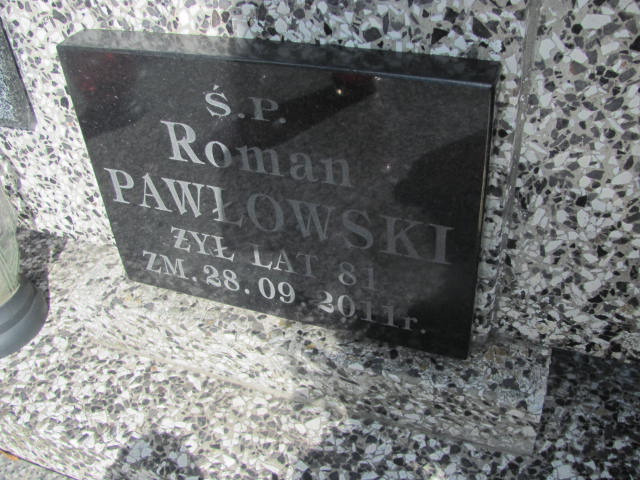 Ś.P.
Roman
PAWŁOWSKI
ŻYŁ LAT 81
ZM. 28.09.2011r.